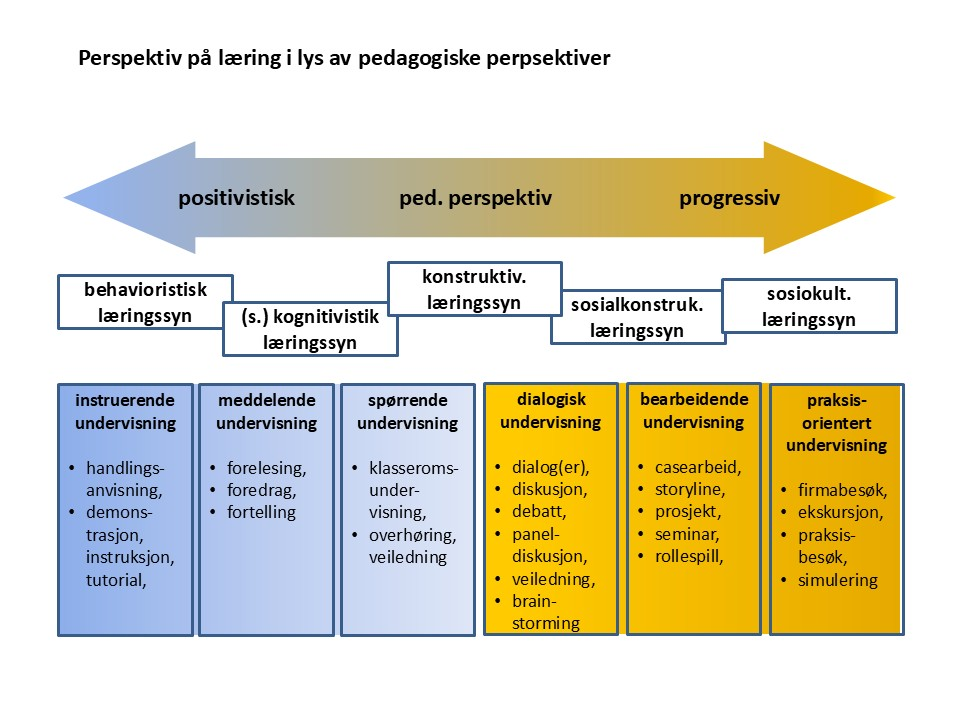 Perspektiv på læring i lys av pedagogiske perpsektiver
positivistisk
ped. perspektiv
progressiv
behavioristisk
læringssyn
(s.) kognitivistik
læringssyn
konstruktiv.
læringssyn
sosialkonstruk.
læringssyn
sosiokult.
læringssyn
instruerende
undervisning
• handlings-
anvisning,
• demons-
trasjon,
instruksjon,
tutorial,
meddelende
undervisning
• forelesing,
• foredrag,
• fortelling
spørrende
undervisning
• klasseroms-
under-
visning,
• overhøring,
veiledning
dialogisk
undervisning
• dialog(er),
• diskusjon,
• debatt,
• panel-
diskusjon,
• veiledning,
• brain-
storming
bearbeidende
undervisning
• casearbeid,
• storyline,
• prosjekt,
• seminar,
• rollespill,
praksis-
orientert
undervisning
• firmabesøk,
• ekskursjon,
• praksis-
besøk,
• simulering